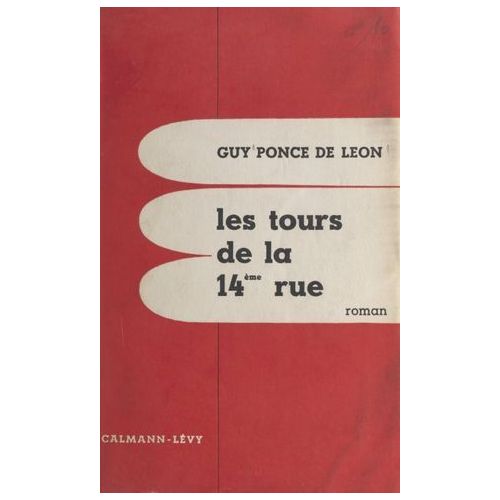 GUY PONCE DE LEON
les tours
de la
14ème rue
roman
CALMANN-LÉVY